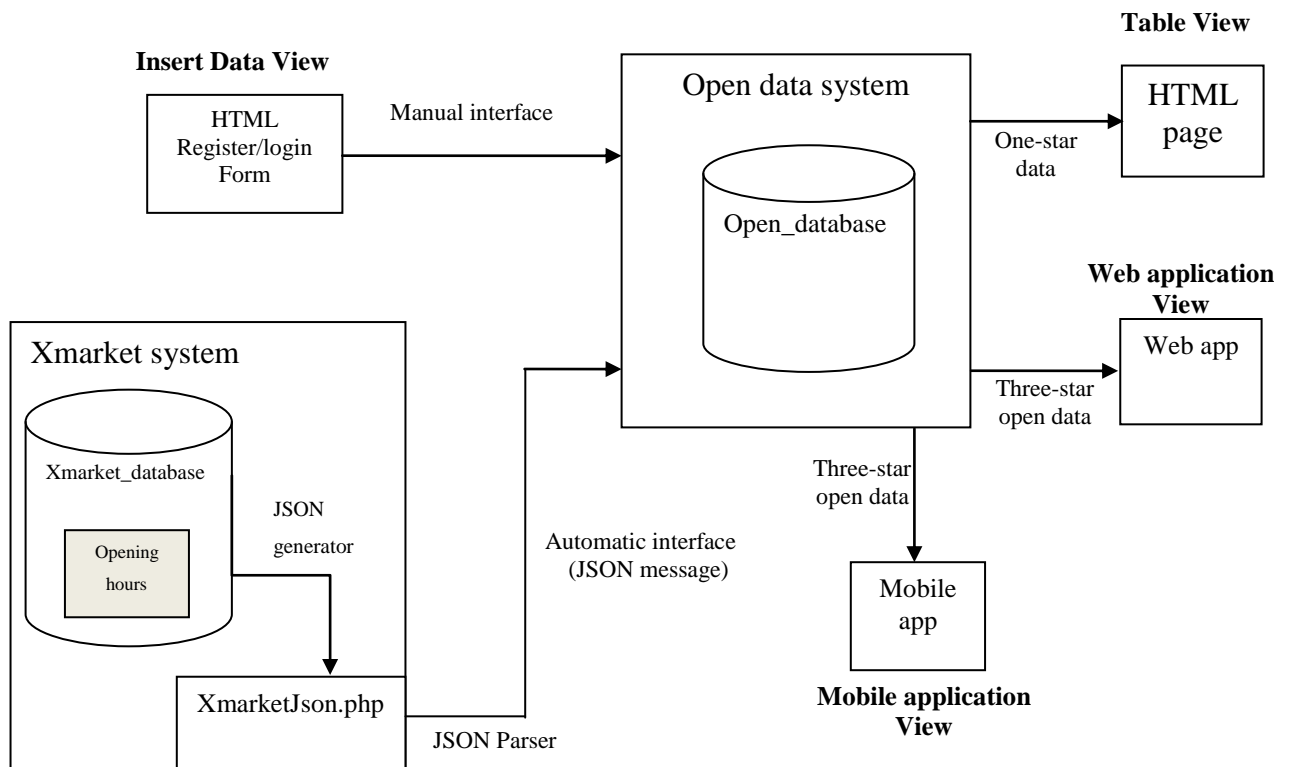 Table View
Insert Data View
HTML
Register/login
Form
Manual interface
Open data system
Open_database
HTML
page
One-star
data
Web application
View
Web app
Three-star
open data
Xmarket system
Xmarket_database
Opening
hours
JSON
generator
XmarketJson.php
JSON Parser
Automatic interface
(JSON message)
Three-star
open data
Mobile
app
Mobile application
View